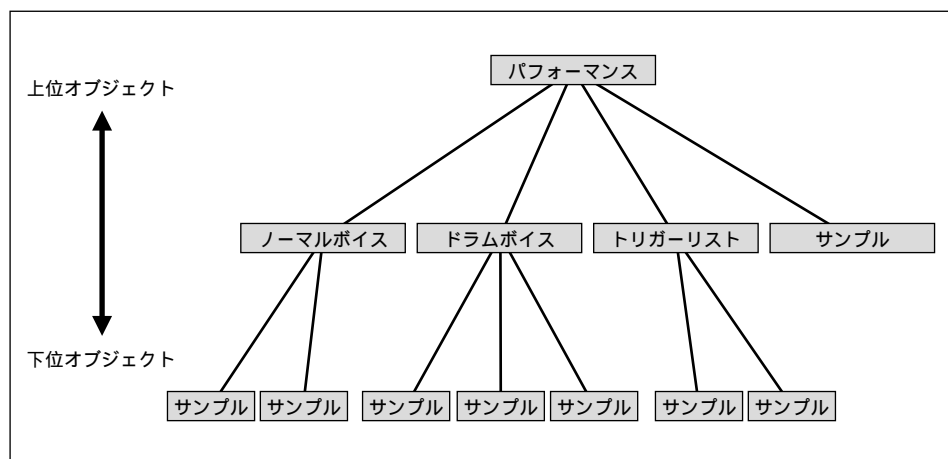 パフォーマンス
上位オブジェクト
ノーマルボイス
ドラムボイス
トリガーリスト
サンプル
下位オブジェクト
サンプル
サンプル
サンプル
サンプル
サンプル
サンプル
サンプル